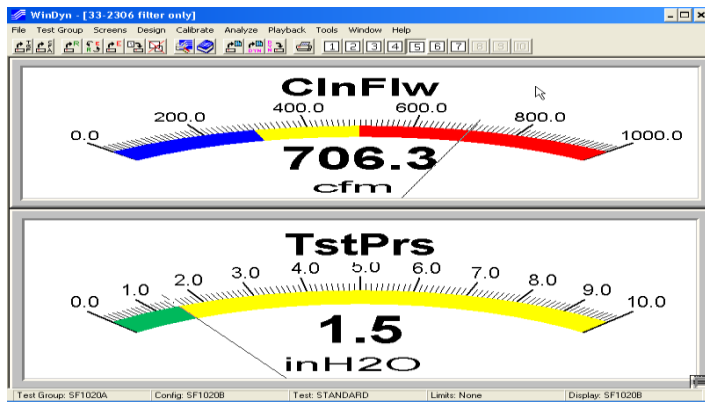 WinDyn - [33-2306 filter only]
File Test Group Screens Design Calibrate Analyze Playback Tools Window Help
1 2 3 4 5 6 7 8 9 10
ClnFlw
0.0 200.0 400.0 600.0 800.0 1000.0
706.3
cfm
TstPrs
0.0 1.0 2.0 3.0 4.0 5.0 6.0 7.0 8.0 9.0 10.0
1.5
inH2O
Test Group: SF1020A Config: SF1020B Test: STANDARD Limits: None Display: SF1020B